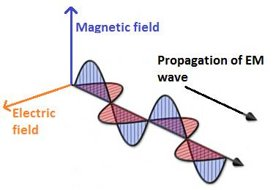 Magnetic field
Propagation of EM
wave
Electric
field